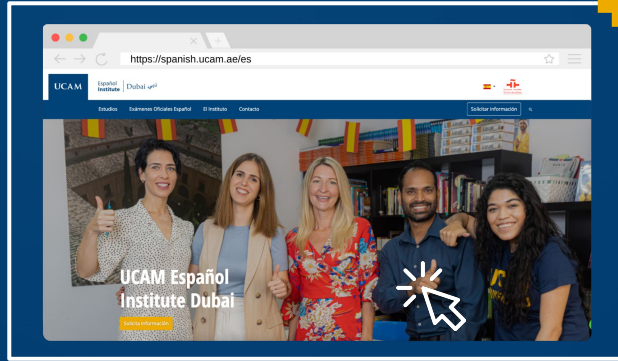 https://spanish.ucam.ae/es
UCAM
Español
Institute
Dubai دبي
Estudios Exámenes Oficiales Español El Instituto Contacto
Solicitar Información
UCAM Español
Institute Dubai
Solicita Información